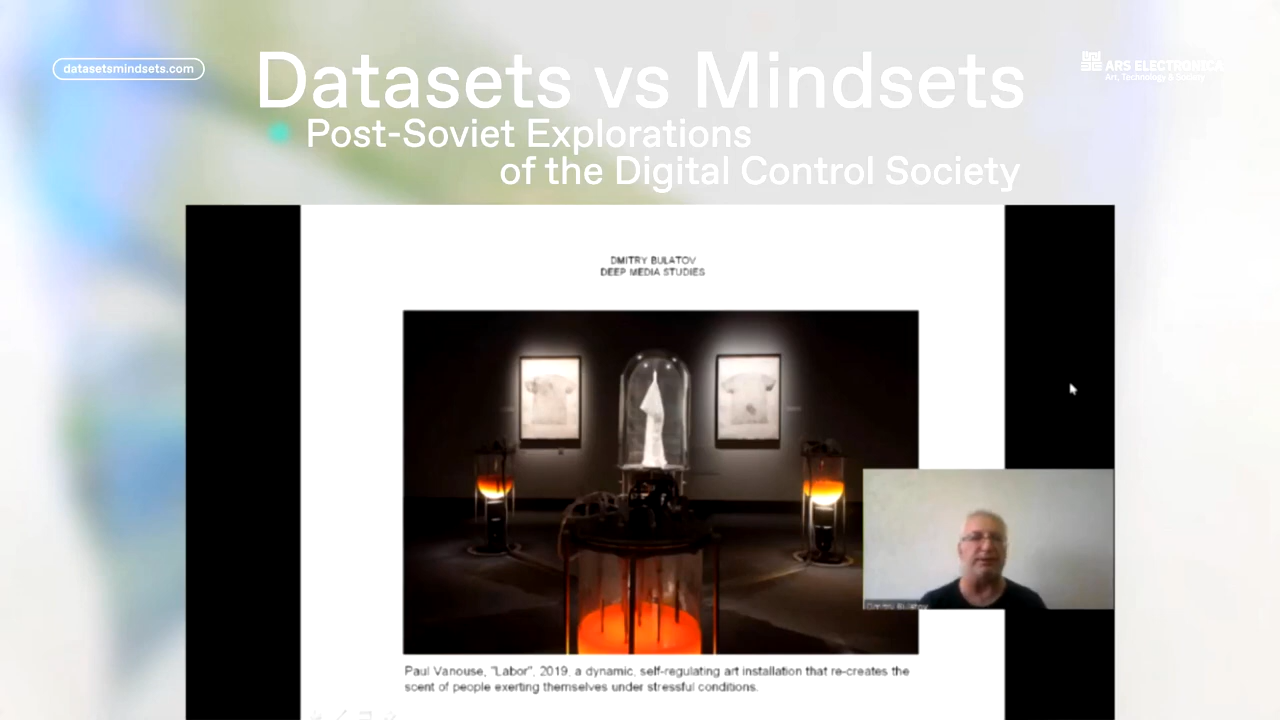 datasetsmindsets.com
Datasets vs Mindsets
ARS ELECTRONICA
Art, Technology & Society
Post-Soviet Explorations
of the Digital Control Society
DMITRY BULATOV
DEEP MEDIA STUDIES
Dmitry Bulatov
Paul Vanouse, "Labor", 2019, a dynamic, self-regulating art installation that re-creates the
scent of people exerting themselves under stressful conditions.